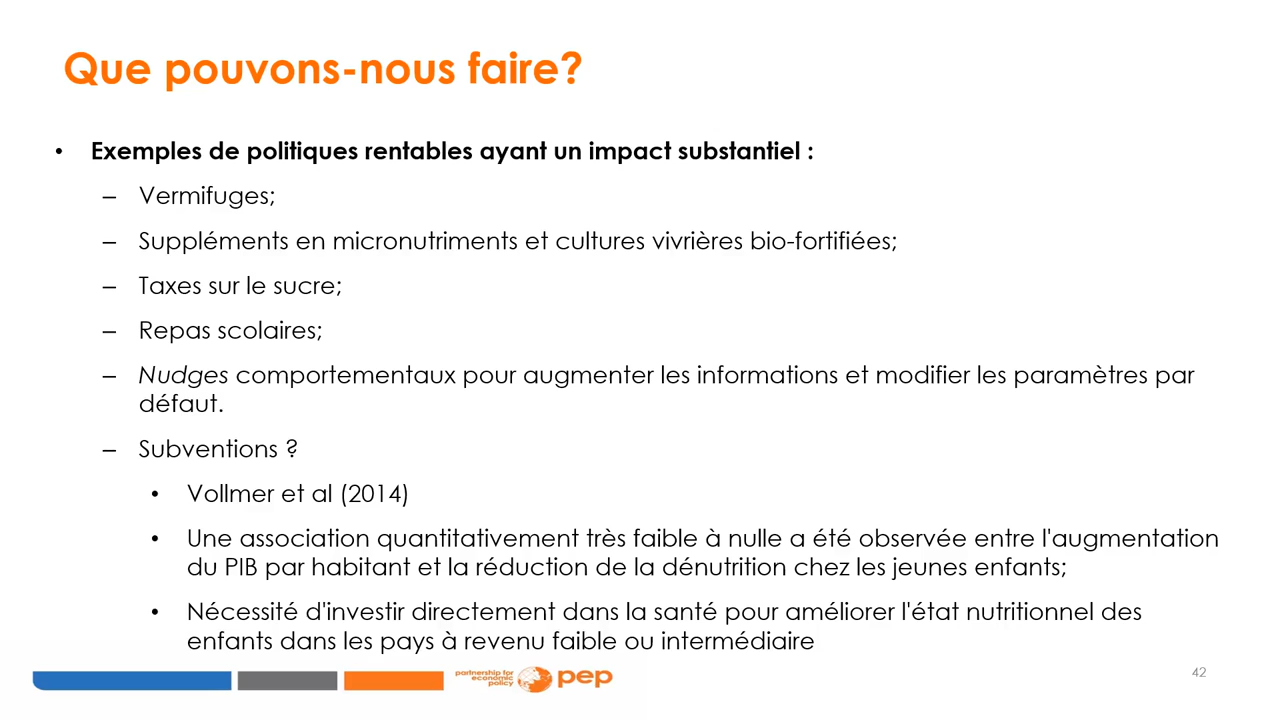 Que pouvons-nous faire?
• Exemples de politiques rentables ayant un impact substantiel :
– Vermifuges;
– Suppléments en micronutriments et cultures vivrières bio-fortifiées;
– Taxes sur le sucre;
– Repas scolaires;
– Nudges comportementaux pour augmenter les informations et modifier les paramètres par
défaut.
– Subventions ?
• Vollmer et al (2014)
• Une association quantitativement très faible à nulle a été observée entre l'augmentation
du PIB par habitant et la réduction de la dénutrition chez les jeunes enfants;
• Nécessité d'investir directement dans la santé pour améliorer l'état nutritionnel des
enfants dans les pays à revenu faible ou intermédiaire
partnership for
economic
policy
pep
42